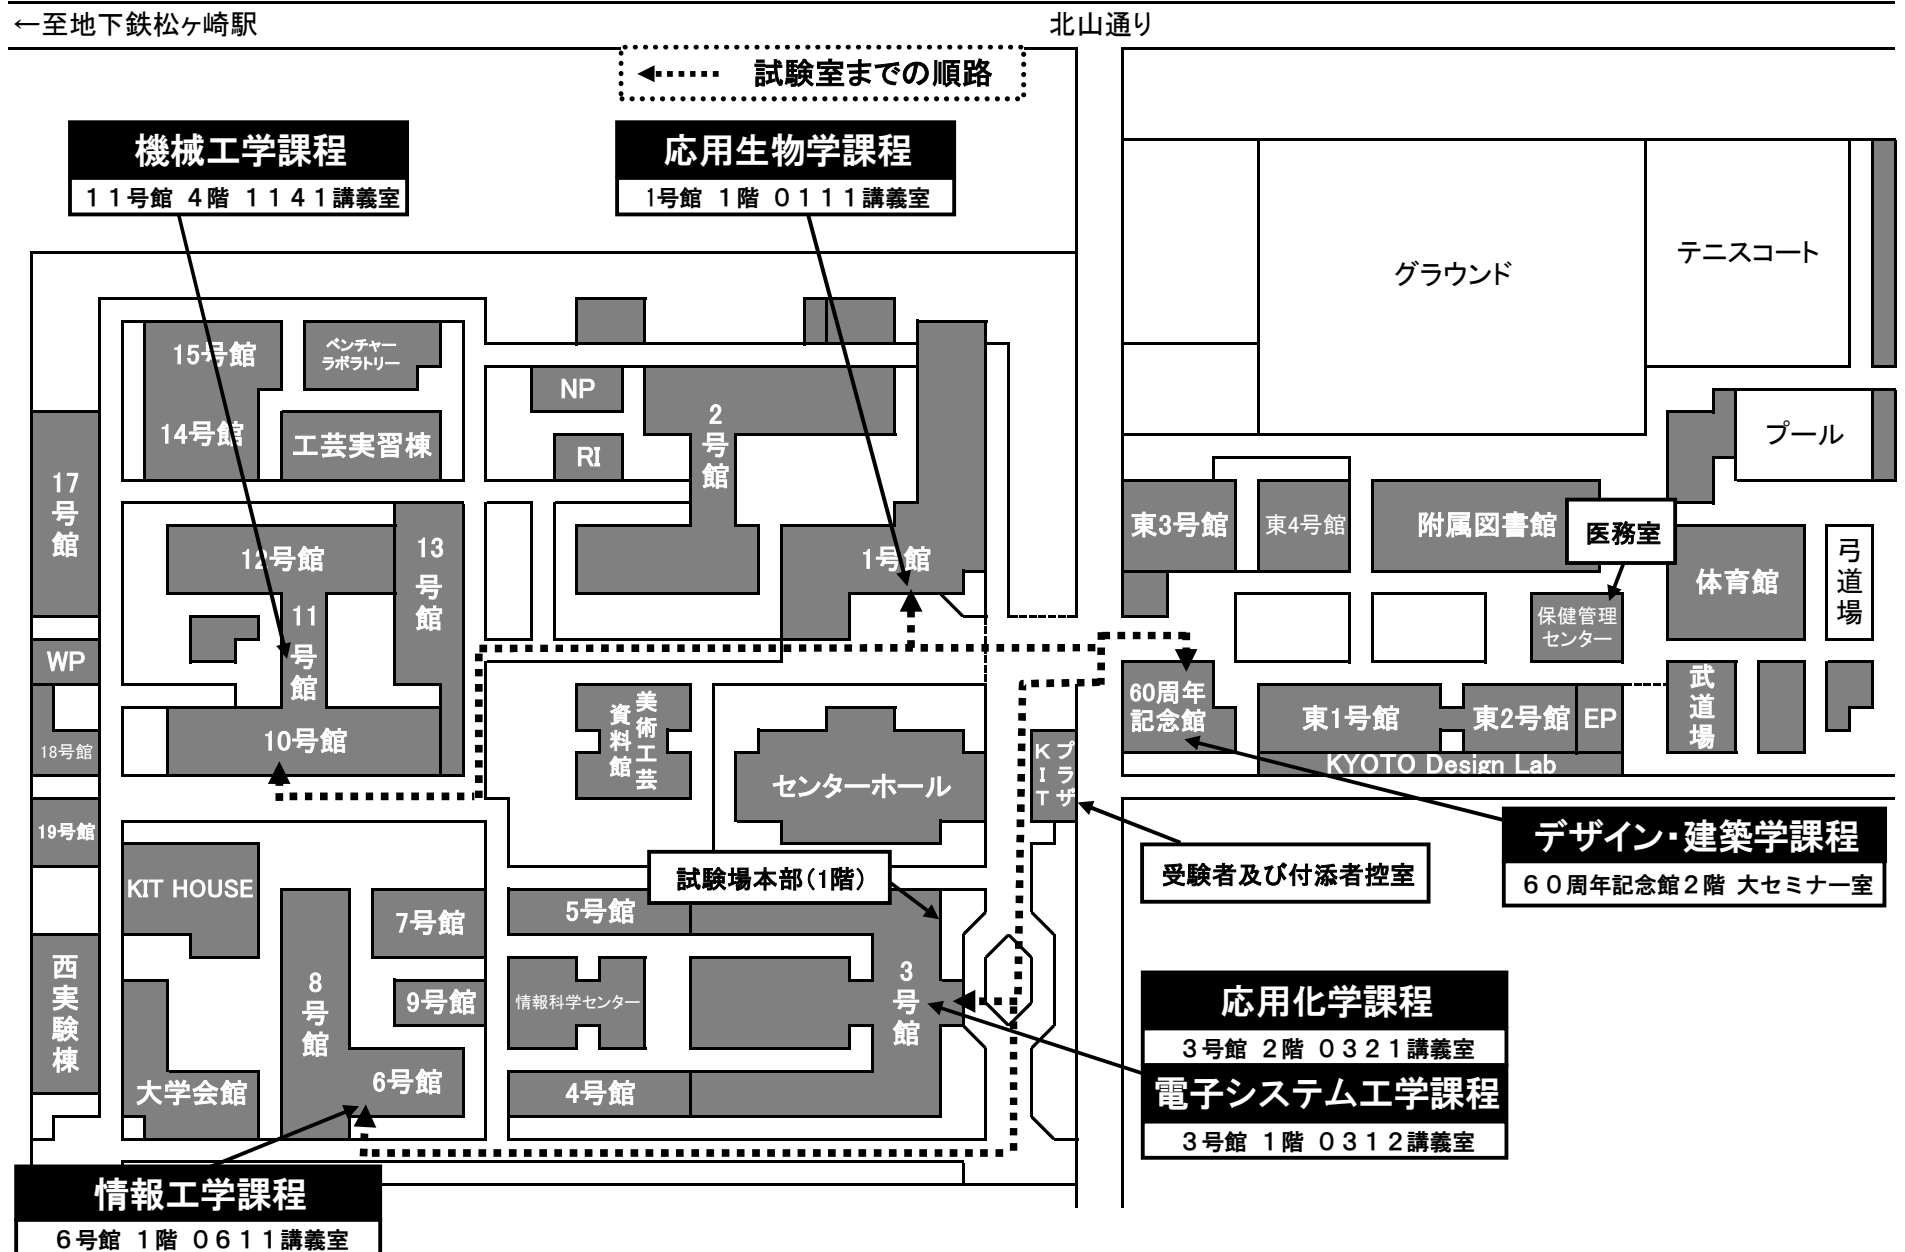 ←至地下鉄松ヶ崎駅
北山通り
試験室までの順路
機械工学課程
１１号館 ４階 １１４１講義室
応用生物学課程
1号館 １階 ０１１１講義室
グラウンド
テニスコート
プール
15号館
ベンチャー
ラボラトリー
14号館
工芸実習棟
NP
RI
2号館
17号館
12号館
13号館
11号館
1号館
東3号館
東4号館
附属図書館
医務室
体育館
弓道場
保健管理
センター
WP
18号館
10号館
美術工芸
資料館
センターホール
プラザ
KIT
60周年
記念館
東1号館
東2号館
EP
武道場
KYOTO Design Lab
19号館
KIT HOUSE
試験場本部（1階）
受験者及び付添者控室
デザイン・建築学課程
６０周年記念館２階 大セミナー室
7号館
5号館
西実験棟
8号館
9号館
情報科学センター
3号館
応用化学課程
３号館 ２階 ０３２１講義室
電子システム工学課程
３号館 １階 ０３１２講義室
大学会館
6号館
4号館
情報工学課程
６号館 １階 ０６１１講義室